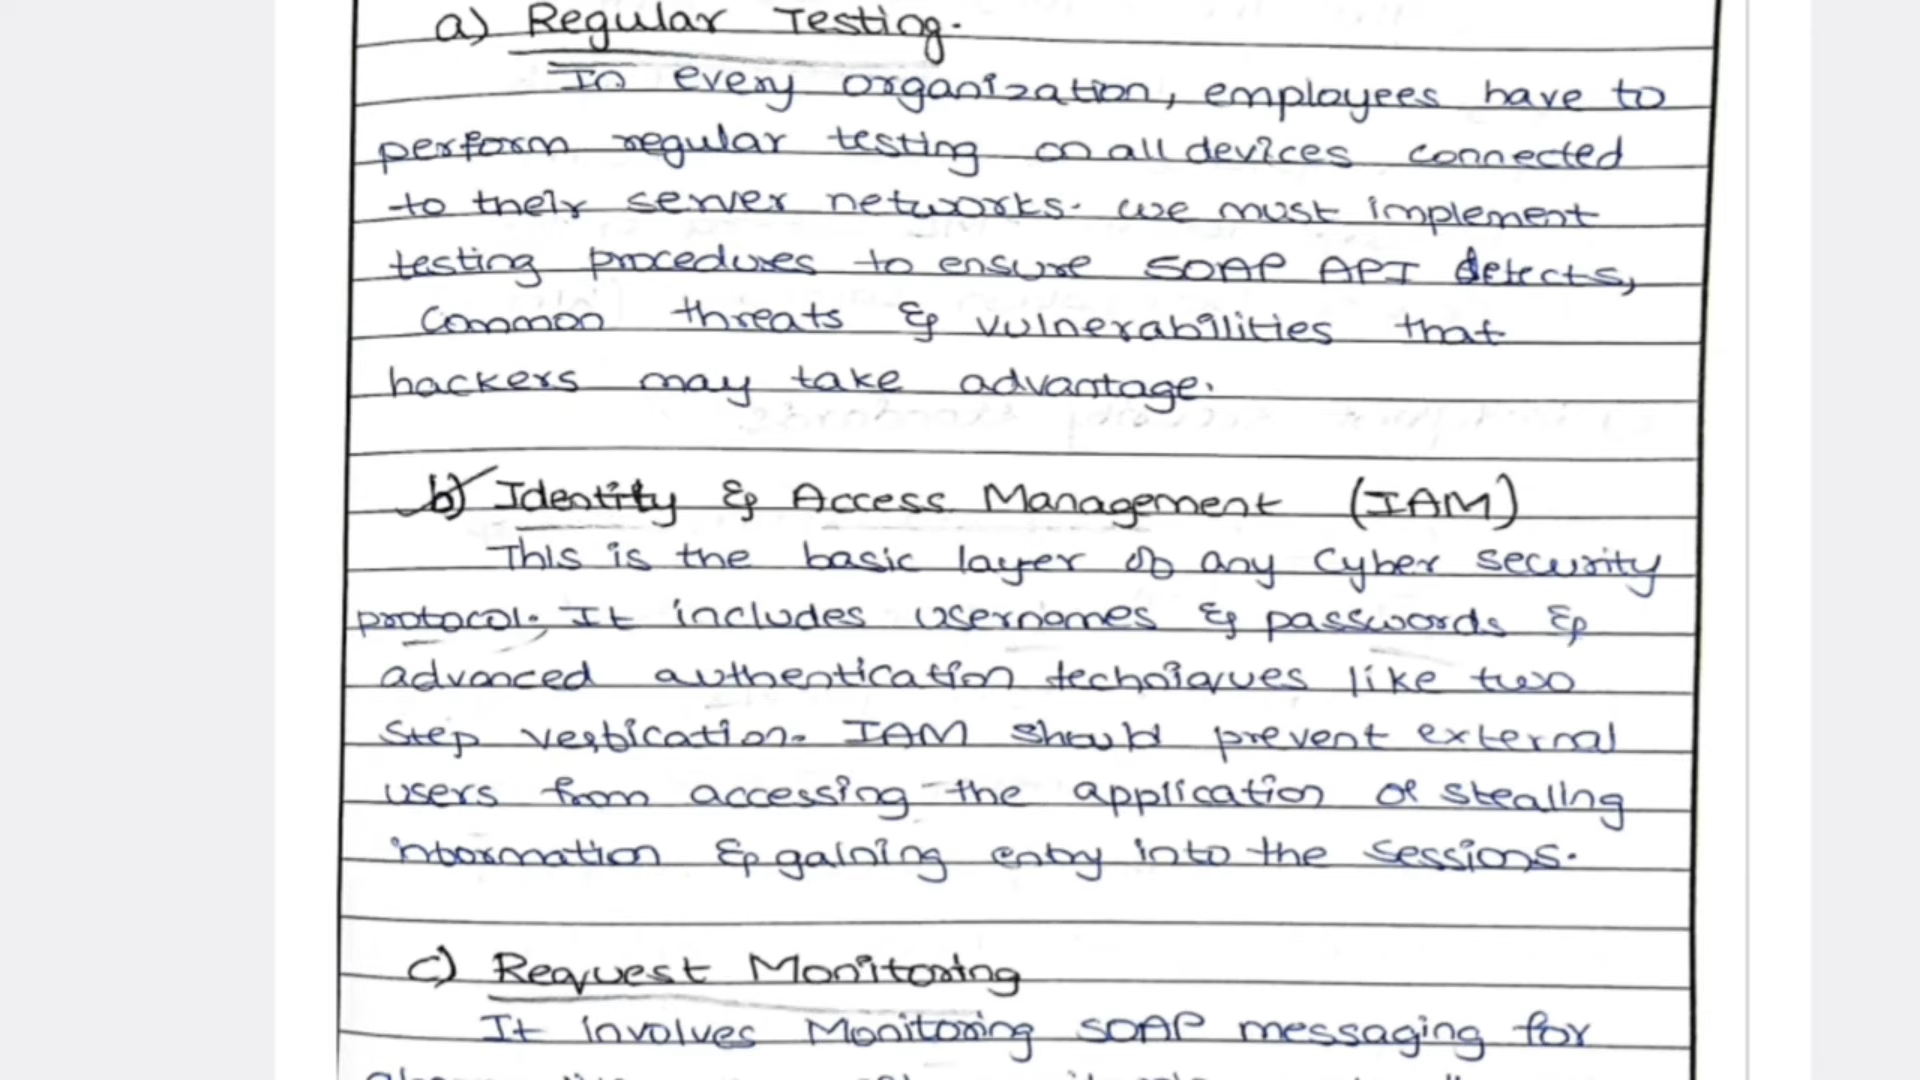 a) Regular Testing.
In every organization, employees have to
perform regular testing on all devices connected
to their server networks. we must implement
testing procedures to ensure SOAP API detects,
common threats & vulnerabilities that
hackers may take advantage.
b) Identity & Access Management (IAM)
This is the basic layer of any Cyber security
protocol. It includes usernames & passwords &
advanced authentication techniques like two
step verification. IAM should prevent external
users from accessing the application or stealing
information & gaining entry into the sessions.
c) Request Monitoring
It involves Monitoring SOAP messaging for